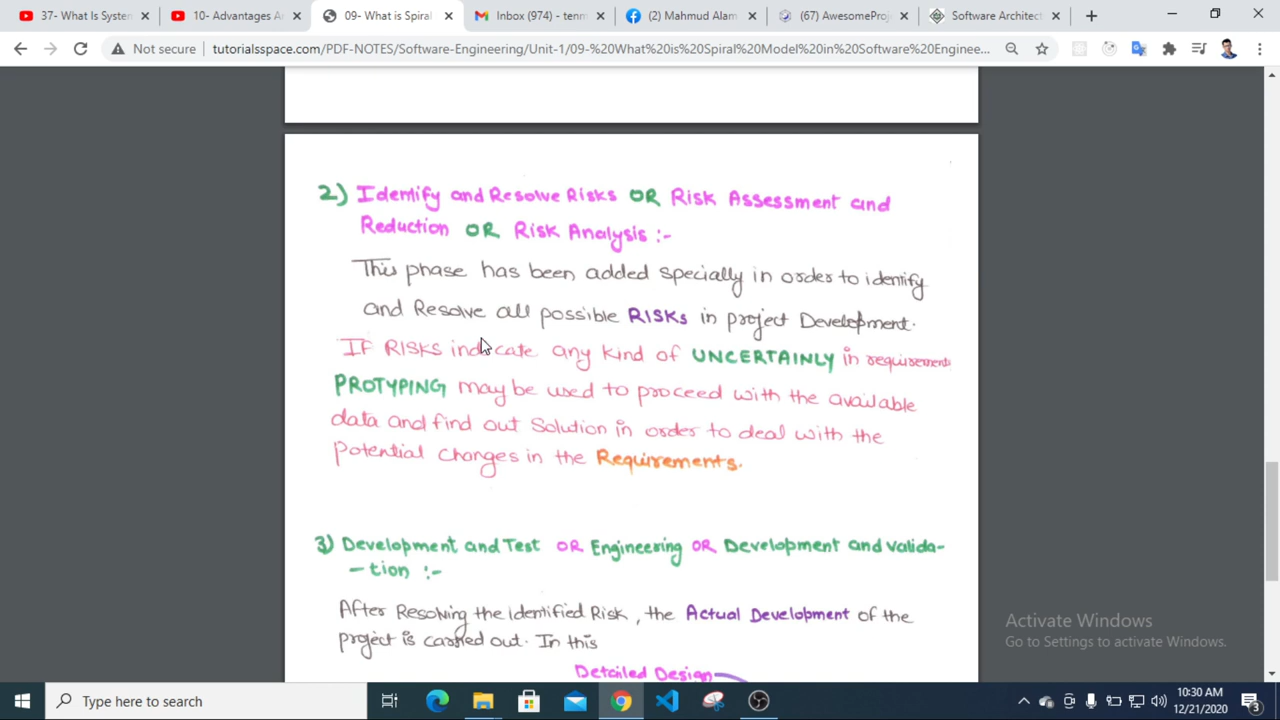 37- What Is System
10- Advantages An
09- What is Spiral
Inbox (974) - tenm
(2) Mahmud Alam
(67) AwesomeProj
Software Architect
Not secure
tutorialsspace.com/PDF-NOTES/Software-Engineering/Unit-1/09-%20What%20is%20Spiral%20Model%20in%20Software%20Enginee...
2) Identify and Resolve Risks OR Risk Assessment and
Reduction OR Risk Analysis :-
This phase has been added specially in order to identify
and Resolve all possible RISKs in project Development.
IF RISKS indicate any kind of UNCERTAINLY in requirements
PROTYPING may be used to proceed with the available
data and find out Solution in order to deal with the
potential changes in the Requirements.
3) Development and Test OR Engineering OR Development and valida-
-tion :-
After Resolving the identified Risk, the Actual Development of the
project is carried out. In this
Detailed Design
Activate Windows
Go to Settings to activate Windows.
Type here to search
10:30 AM
12/21/2020
3